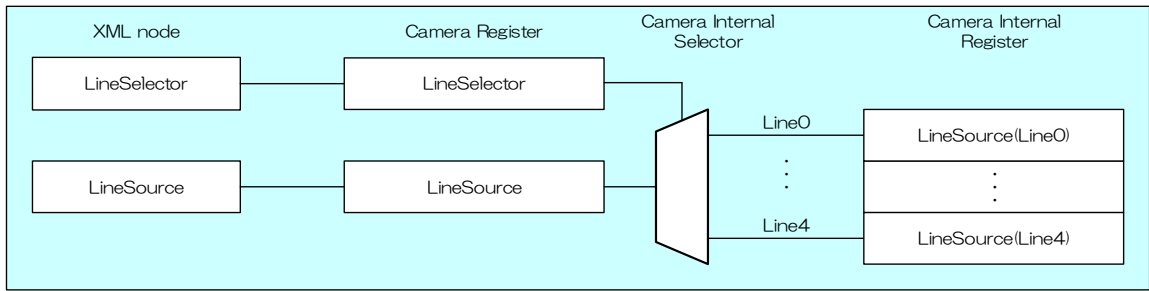 XML node
Camera Register
Camera Internal
Selector
Camera Internal
Register
LineSelector
LineSelector
Line0
LineSource(Line0)
LineSource
LineSource
Line4
LineSource(Line4)